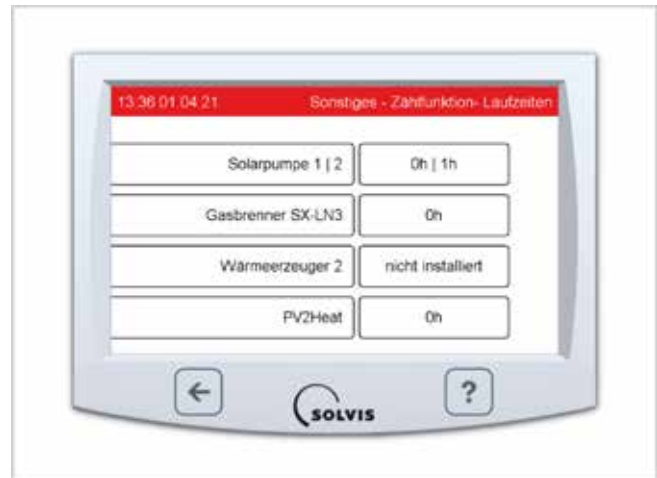 13:36 01.04.21 Sonstiges - Zählfunktion- Laufzeiten
Solarpumpe 1 | 2 0h | 1h
Gasbrenner SX-LN3 0h
Wärmeerzeuger 2 nicht installiert
PV2Heat 0h
?
SOLVIS